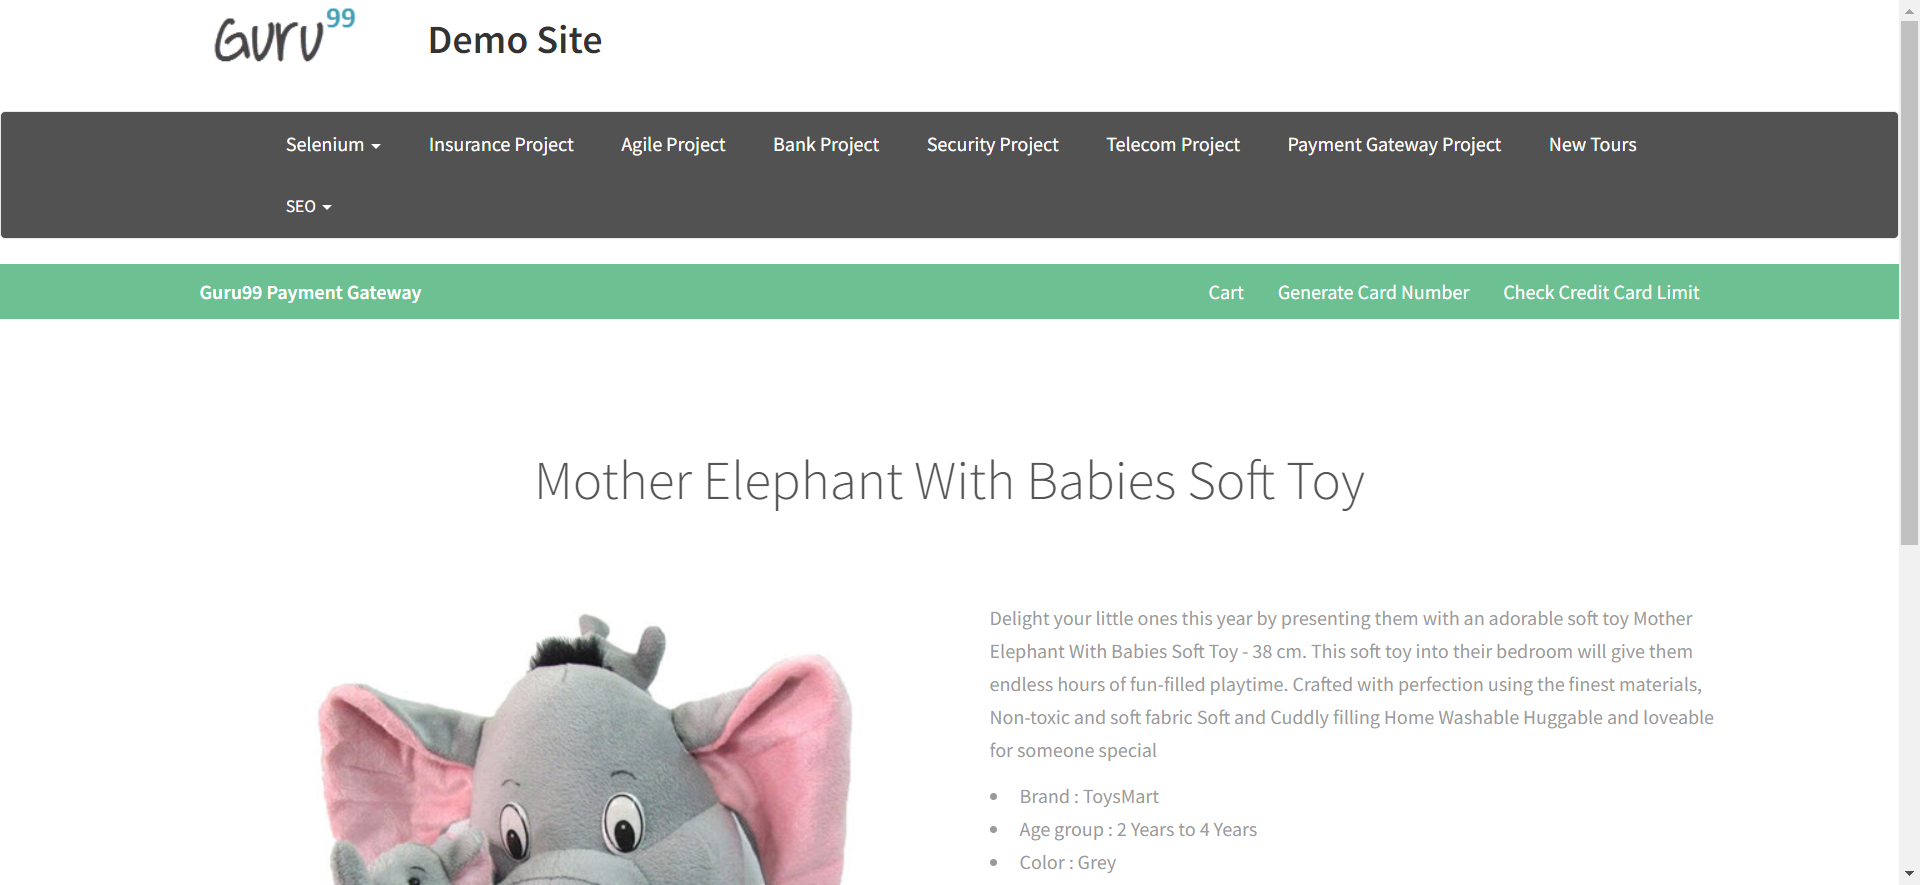 Guru99
Demo Site
Selenium
Insurance Project
Agile Project
Bank Project
Security Project
Telecom Project
Payment Gateway Project
New Tours
SEO
Guru99 Payment Gateway
Cart
Generate Card Number
Check Credit Card Limit
Mother Elephant With Babies Soft Toy
Delight your little ones this year by presenting them with an adorable soft toy Mother
Elephant With Babies Soft Toy - 38 cm. This soft toy into their bedroom will give them
endless hours of fun-filled playtime. Crafted with perfection using the finest materials,
Non-toxic and soft fabric Soft and Cuddly filling Home Washable Huggable and loveable
for someone special
• Brand : ToysMart
• Age group : 2 Years to 4 Years
• Color : Grey